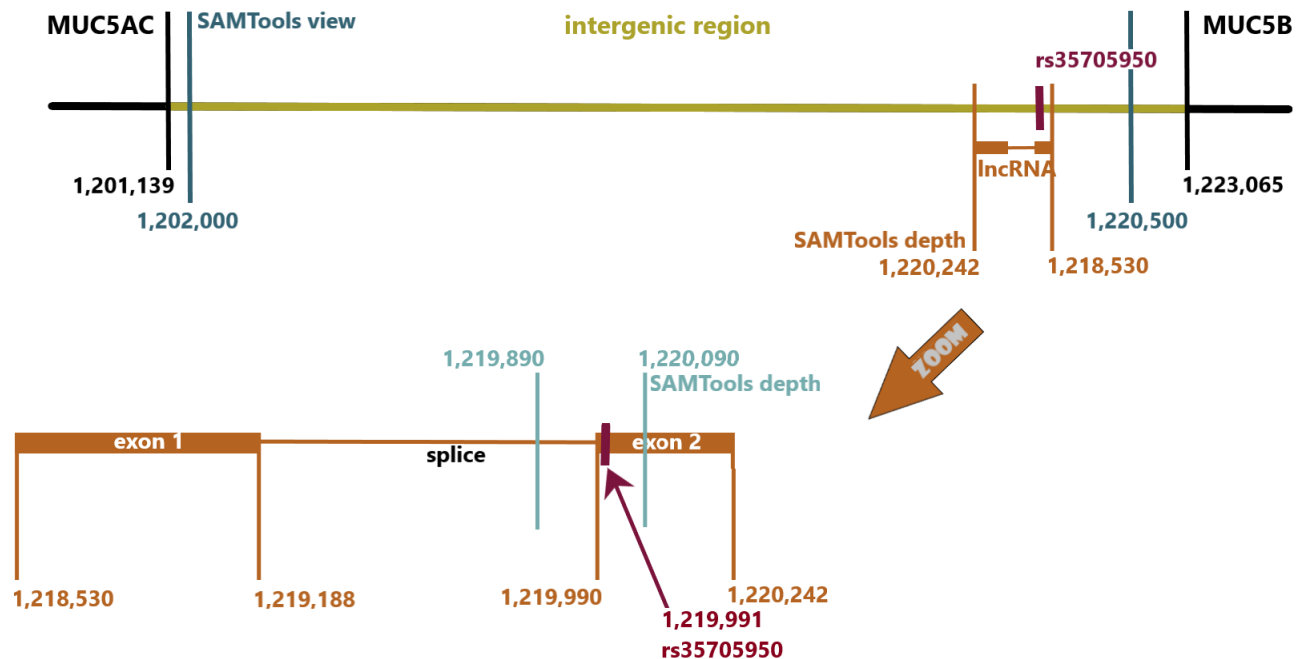 MUC5AC
SAMTools view
intergenic region
MUC5B
rs35705950
lncRNA
1,201,139
1,223,065
1,202,000
1,220,500
SAMTools depth
1,220,242
1,218,530
ZOOM
1,219,890
1,220,090
SAMTools depth
exon 1
exon 2
splice
1,218,530
1,219,188
1,219,990
1,220,242
1,219,991
rs35705950